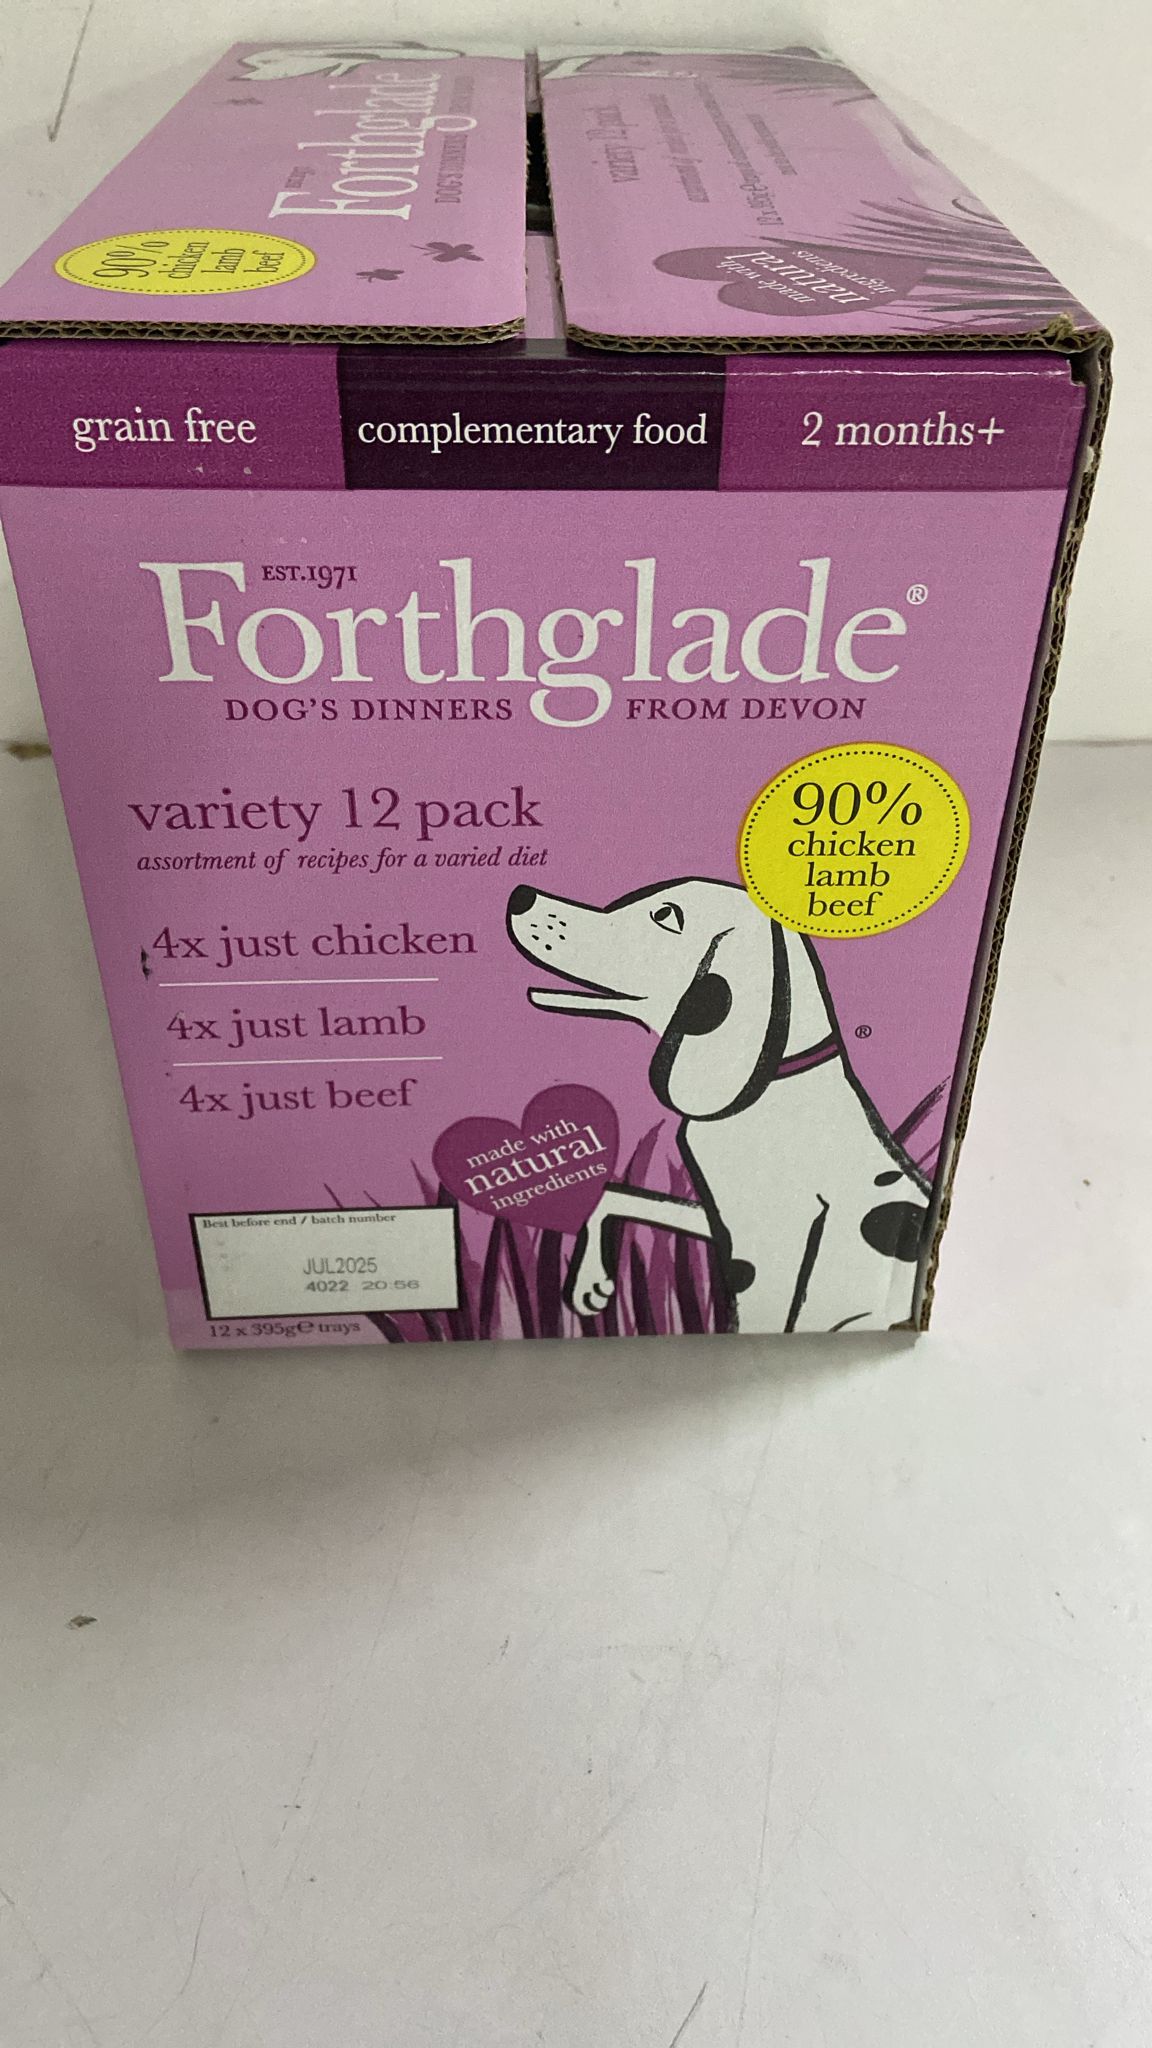 Forthglade
DOG'S DINNERS
90%
chicken
lamb
beef
variety 12 pack
made with
natural
ingredients
grain free
complementary food
2 months+
EST.1971
Forthglade®
DOG'S DINNERS FROM DEVON
variety 12 pack
assortment of recipes for a varied diet
90%
chicken
lamb
beef
4x just chicken
4x just lamb
4x just beef
®
made with
natural
ingredients
Best before end / batch number
JUL2025
4022 20:56
12 x 395g℮ trays